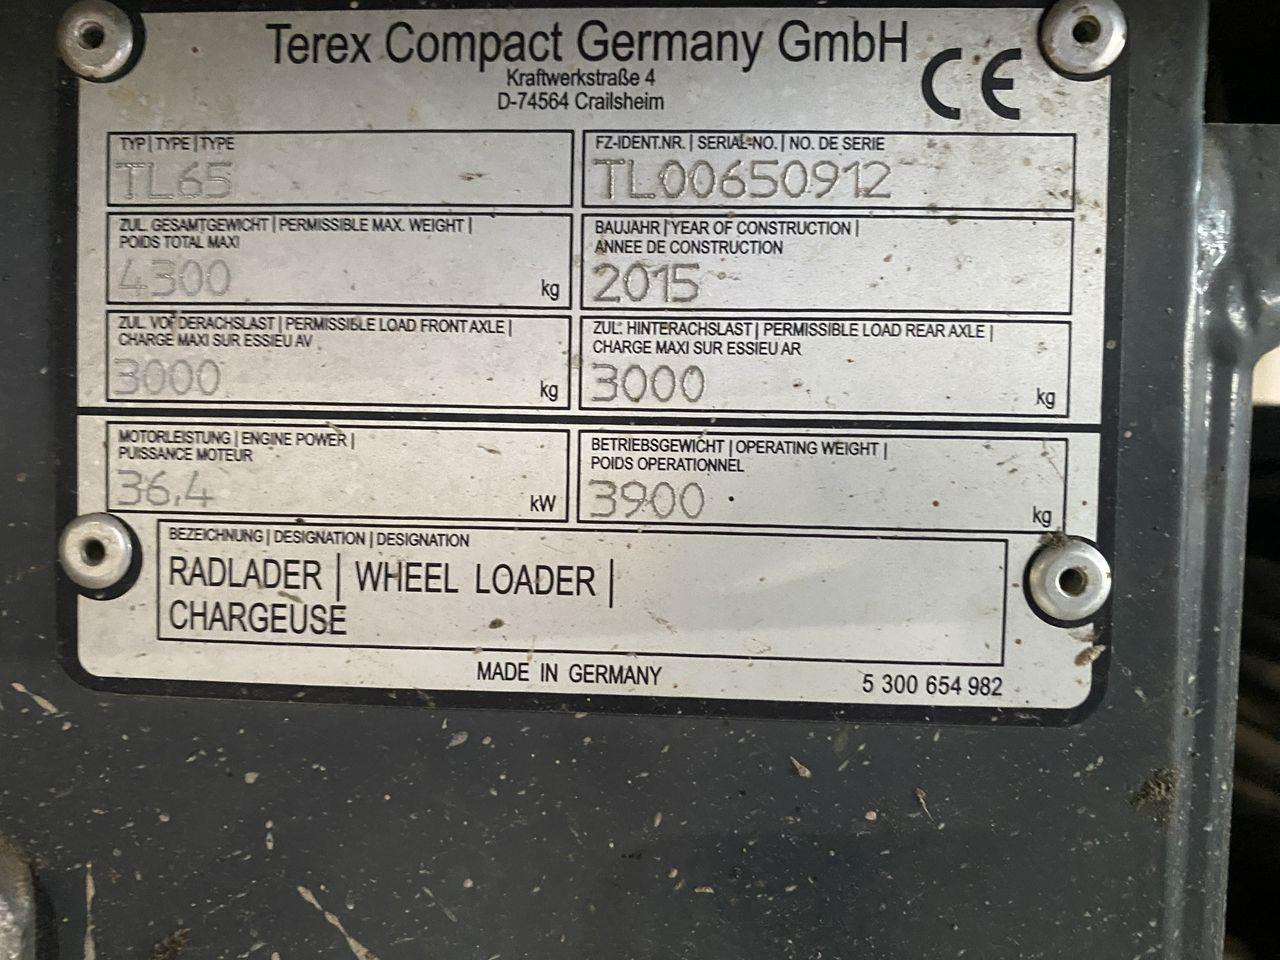 Terex Compact Germany GmbH
Kraftwerkstraße 4
D-74564 Crailsheim
CE
TYP | TYPE | TYPE
TL65
FZ-IDENT.NR. | SERIAL-NO. | NO. DE SERIE
TL00650912
ZUL. GESAMTGEWICHT | PERMISSIBLE MAX. WEIGHT |
POIDS TOTAL MAXI
4300
kg
BAUJAHR | YEAR OF CONSTRUCTION |
ANNEE DE CONSTRUCTION
2015
ZUL. VORDERACHSLAST | PERMISSIBLE LOAD FRONT AXLE |
CHARGE MAXI SUR ESSIEU AV
3000
kg
ZUL. HINTERACHSLAST | PERMISSIBLE LOAD REAR AXLE |
CHARGE MAXI SUR ESSIEU AR
3000
kg
MOTORLEISTUNG | ENGINE POWER |
PUISSANCE MOTEUR
36,4
kW
BETRIEBSGEWICHT | OPERATING WEIGHT |
POIDS OPERATIONNEL
3900
kg
BEZEICHNUNG | DESIGNATION | DESIGNATION
RADLADER | WHEEL LOADER |
CHARGEUSE
MADE IN GERMANY
5 300 654 982